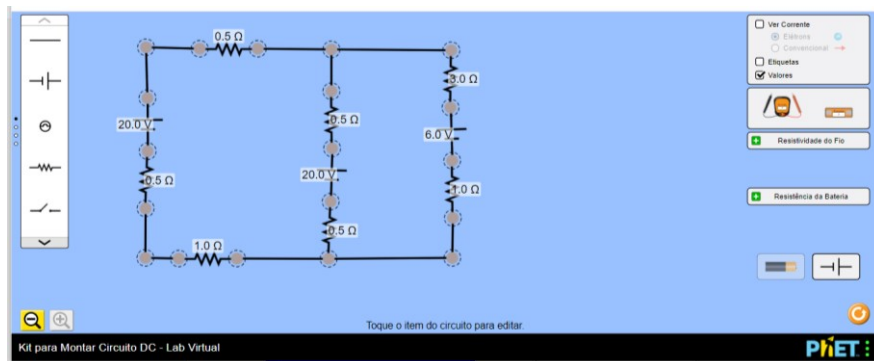 0.5 Ω
20.0 V
0.5 Ω
1.0 Ω
0.5 Ω
20.0 V
0.5 Ω
3.0 Ω
6.0 V
1.0 Ω
Ver Corrente
Elétrons
Convencional
Etiquetas
Valores
Resistividade do Fio
Resistência da Bateria
Toque o item do circuito para editar.
Kit para Montar Circuito DC - Lab Virtual
PhET